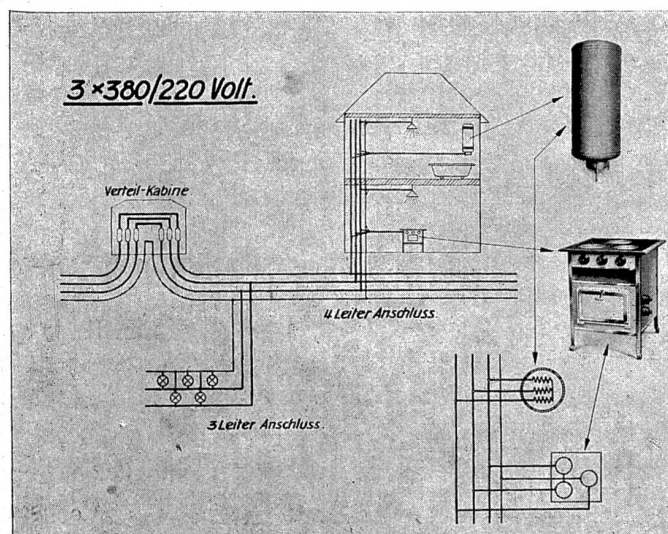 3 × 380/220 Volt.
Verteil-Kabine
4 Leiter Anschluss.
3 Leiter Anschluss.